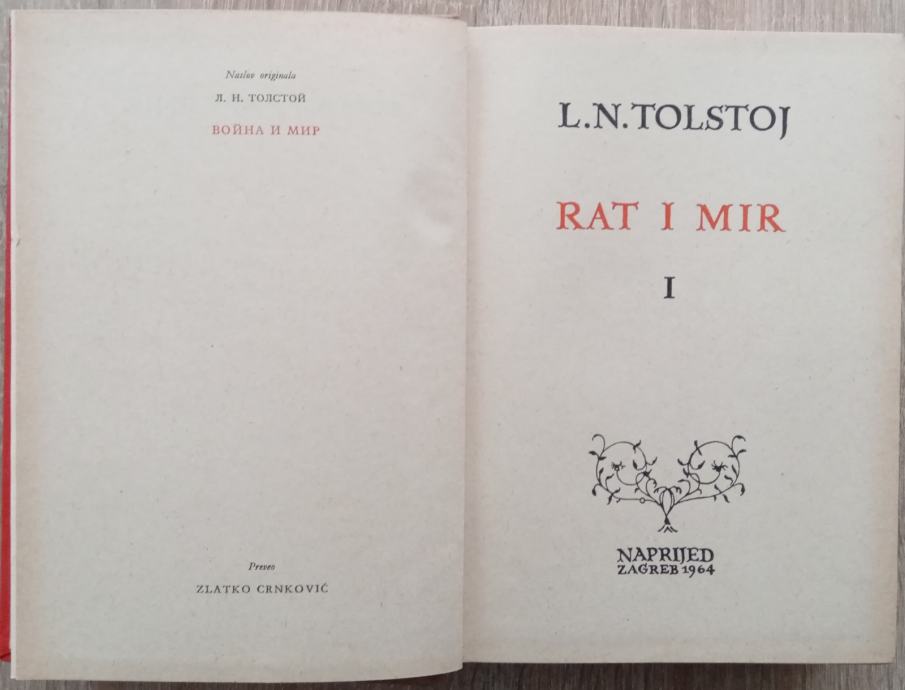 Naslov originala
Л. Н. ТОЛСТОЙ
ВОЙНА И МИР
Preveo
ZLATKO CRNKOVIĆ
L.N.TOLSTOJ
RAT I MIR
I
NAPRIJED
ZAGREB 1964